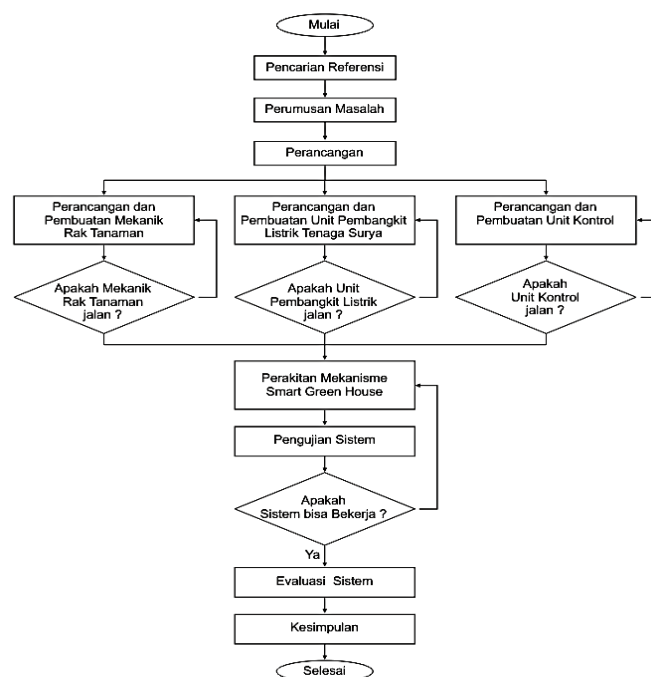 Mulai
Pencarian Referensi
Perumusan Masalah
Perancangan
Perancangan dan
Pembuatan Mekanik
Rak Tanaman
Perancangan dan
Pembuatan Unit Pembangkit
Listrik Tenaga Surya
Perancangan dan
Pembuatan Unit Kontrol
Apakah Mekanik
Rak Tanaman
jalan ?
Apakah Unit
Pembangkit Listrik
jalan ?
Apakah
Unit Kontrol
jalan ?
Perakitan Mekanisme
Smart Green House
Pengujian Sistem
Apakah
Sistem bisa Bekerja ?
Ya
Evaluasi Sistem
Kesimpulan
Selesai